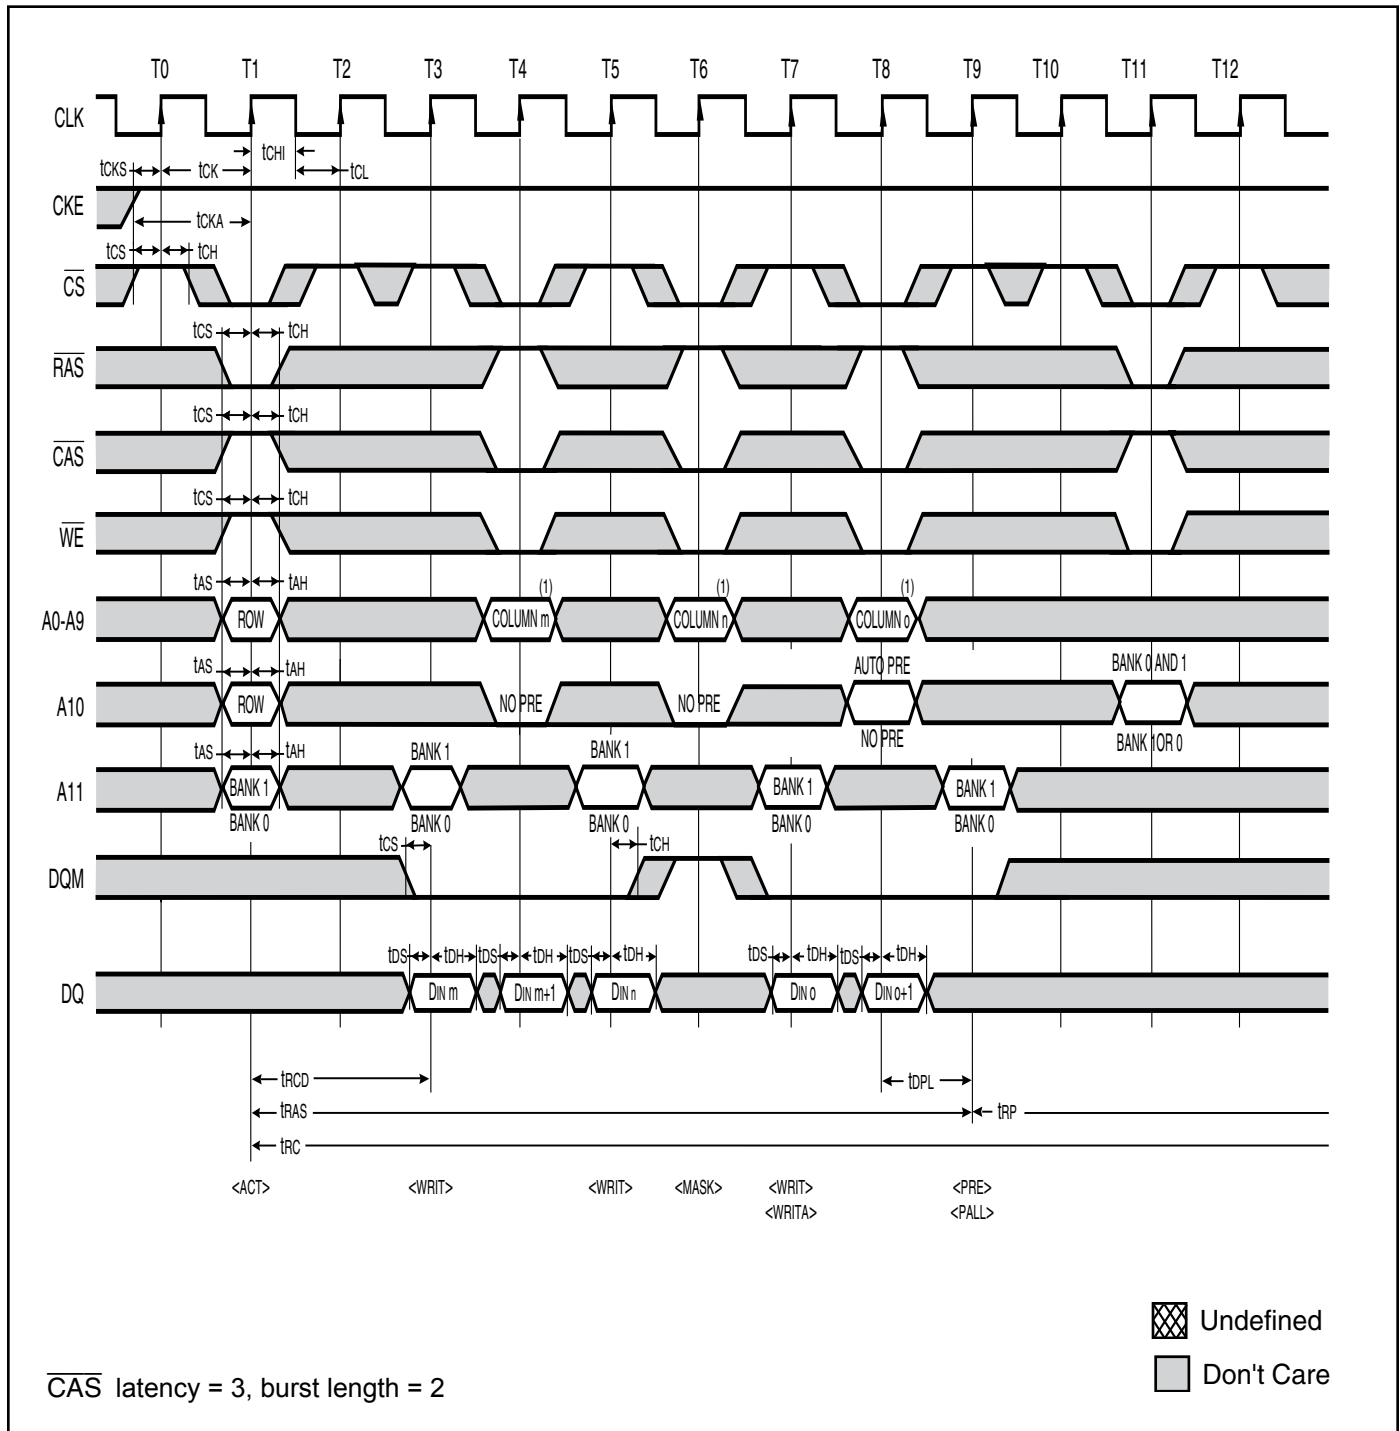 T0 T1 T2 T3 T4 T5 T6 T7 T8 T9 T10 T11 T12
CLK
tCHI
tCKS tCK tCL
CKE
tCKA
tCS tCH
CS
tCS tCH
RAS
tCS tCH
CAS
tCS tCH
WE
tAS tAH (1) (1) (1)
A0-A9 ROW COLUMN m COLUMN n COLUMN o
tAS tAH AUTO PRE BANK 0 AND 1
A10 ROW NO PRE NO PRE
NO PRE BANK 1OR 0
tAS tAH BANK 1 BANK 1
A11 BANK 1 BANK 1 BANK 1
BANK 0 BANK 0 BANK 0 BANK 0 BANK 0
tCS tCH
DQM
tDS tDH tDS tDH tDS tDH tDS tDH tDS tDH
DQ DIN m DIN m+1 DIN n DIN o DIN o+1
tRCD tDPL
tRAS tRP
tRC
<ACT> <WRIT> <WRIT> <MASK> <WRIT> <PRE>
<WRITA> <PALL>
Undefined
Don't Care
CAS latency = 3, burst length = 2